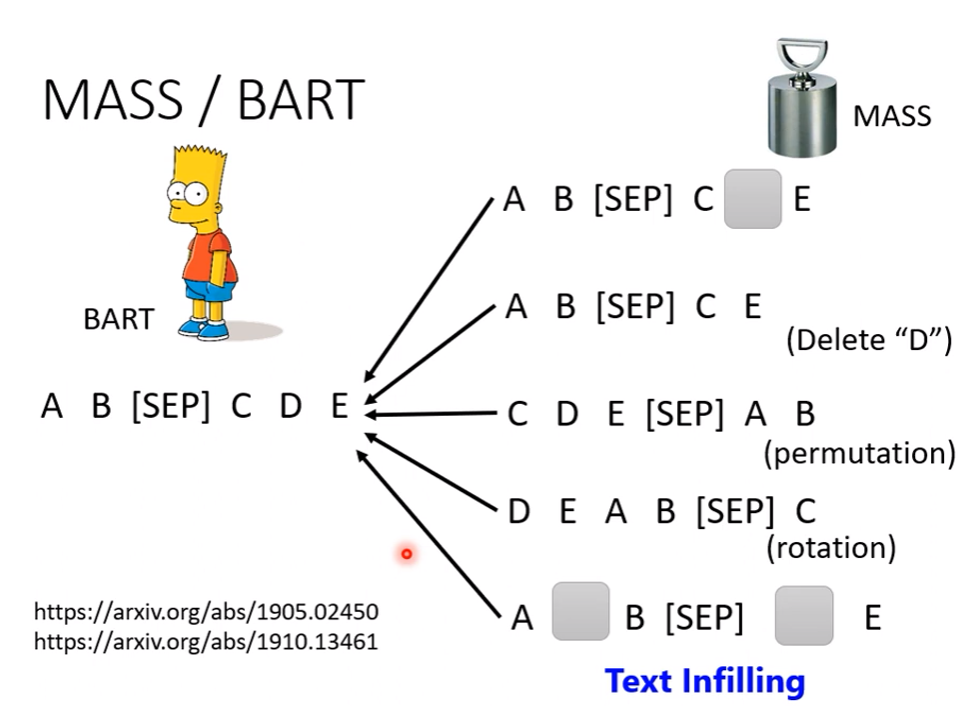 MASS / BART
MASS
BART
A B [SEP] C E
A B [SEP] C E
(Delete “D”)
A B [SEP] C D E
C D E [SEP] A B
(permutation)
D E A B [SEP] C
(rotation)
A B [SEP] E
Text Infilling
https://arxiv.org/abs/1905.02450
https://arxiv.org/abs/1910.13461